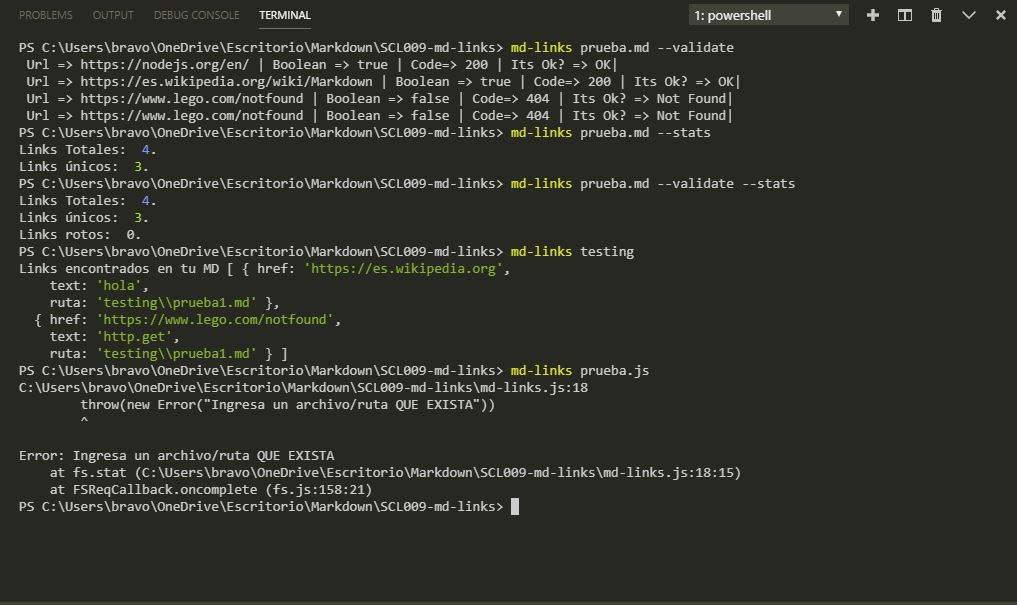 PROBLEMS OUTPUT DEBUG CONSOLE TERMINAL 1: powershell
PS C:\Users\bravo\OneDrive\Escritorio\Markdown\SCL009-md-links> md-links prueba.md --validate
Url => https://nodejs.org/en/ | Boolean => true | Code=> 200 | Its Ok? => OK|
Url => https://es.wikipedia.org/wiki/Markdown | Boolean => true | Code=> 200 | Its Ok? => OK|
Url => https://www.lego.com/notfound | Boolean => false | Code=> 404 | Its Ok? => Not Found|
Url => https://www.lego.com/notfound | Boolean => false | Code=> 404 | Its Ok? => Not Found|
PS C:\Users\bravo\OneDrive\Escritorio\Markdown\SCL009-md-links> md-links prueba.md --stats
Links Totales:  4.
Links únicos:  3.
PS C:\Users\bravo\OneDrive\Escritorio\Markdown\SCL009-md-links> md-links prueba.md --validate --stats
Links Totales:  4.
Links únicos:  3.
Links rotos:  0.
PS C:\Users\bravo\OneDrive\Escritorio\Markdown\SCL009-md-links> md-links testing
Links encontrados en tu MD [ { href: 'https://es.wikipedia.org',
    text: 'hola',
    ruta: 'testing\\prueba1.md' },
  { href: 'https://www.lego.com/notfound',
    text: 'http.get',
    ruta: 'testing\\prueba1.md' } ]
PS C:\Users\bravo\OneDrive\Escritorio\Markdown\SCL009-md-links> md-links prueba.js
C:\Users\bravo\OneDrive\Escritorio\Markdown\SCL009-md-links\md-links.js:18
        throw(new Error("Ingresa un archivo/ruta QUE EXISTA"))
        ^
Error: Ingresa un archivo/ruta QUE EXISTA
    at fs.stat (C:\Users\bravo\OneDrive\Escritorio\Markdown\SCL009-md-links\md-links.js:18:15)
    at FSReqCallback.oncomplete (fs.js:158:21)
PS C:\Users\bravo\OneDrive\Escritorio\Markdown\SCL009-md-links>